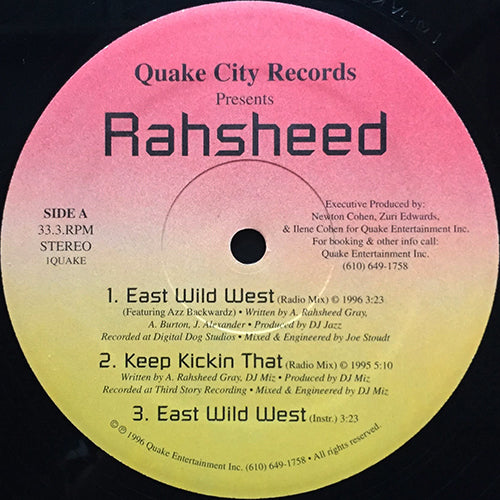 Quake City Records
Presents
Rahsheed
SIDE A
33.3.RPM
STEREO
1QUAKE
Executive Produced by:
Newton Cohen, Zuri Edwards,
& Ilene Cohen for Quake Entertainment Inc.
For booking & other info call:
Quake Entertainment Inc.
(610) 649-1758
1. East Wild West (Radio Mix) © 1996 3:23
(Featuring Azz Backwardz) • Written by A. Rahsheed Gray,
A. Burton, J. Alexander • Produced by DJ Jazz
Recorded at Digital Dog Studios • Mixed & Engineered by Joe Stoudt
2. Keep Kickin That (Radio Mix) © 1995 5:10
Written by A. Rahsheed Gray, DJ Miz • Produced by DJ Miz
Recorded at Third Story Recording • Mixed & Engineered by DJ Miz
3. East Wild West (Instr.) 3:23
©℗ 1996 Quake Entertainment Inc. (610) 649-1758 • All rights reserved.